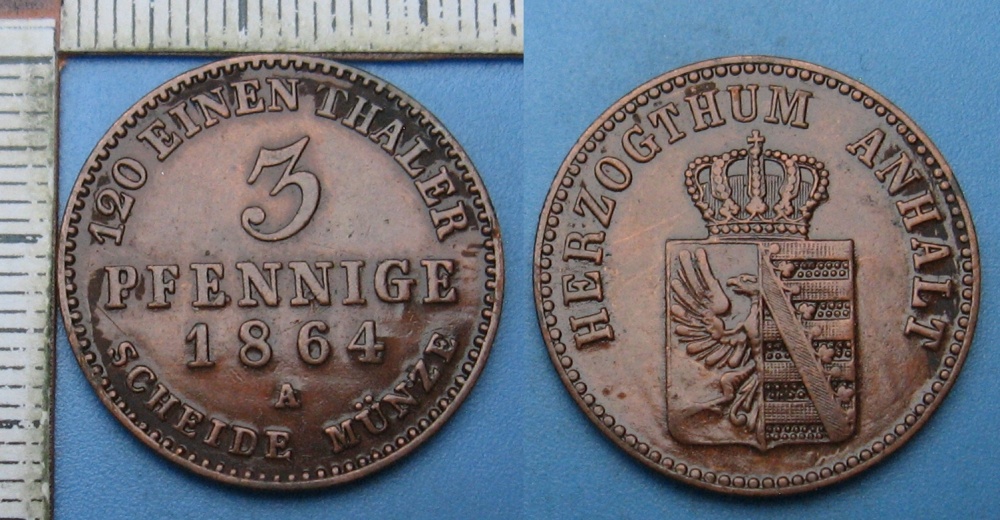 120 EINEN THALER
3
PFENNIGE
1864
A
SCHEIDE MÜNZE
HERZOGTHUM ANHALT